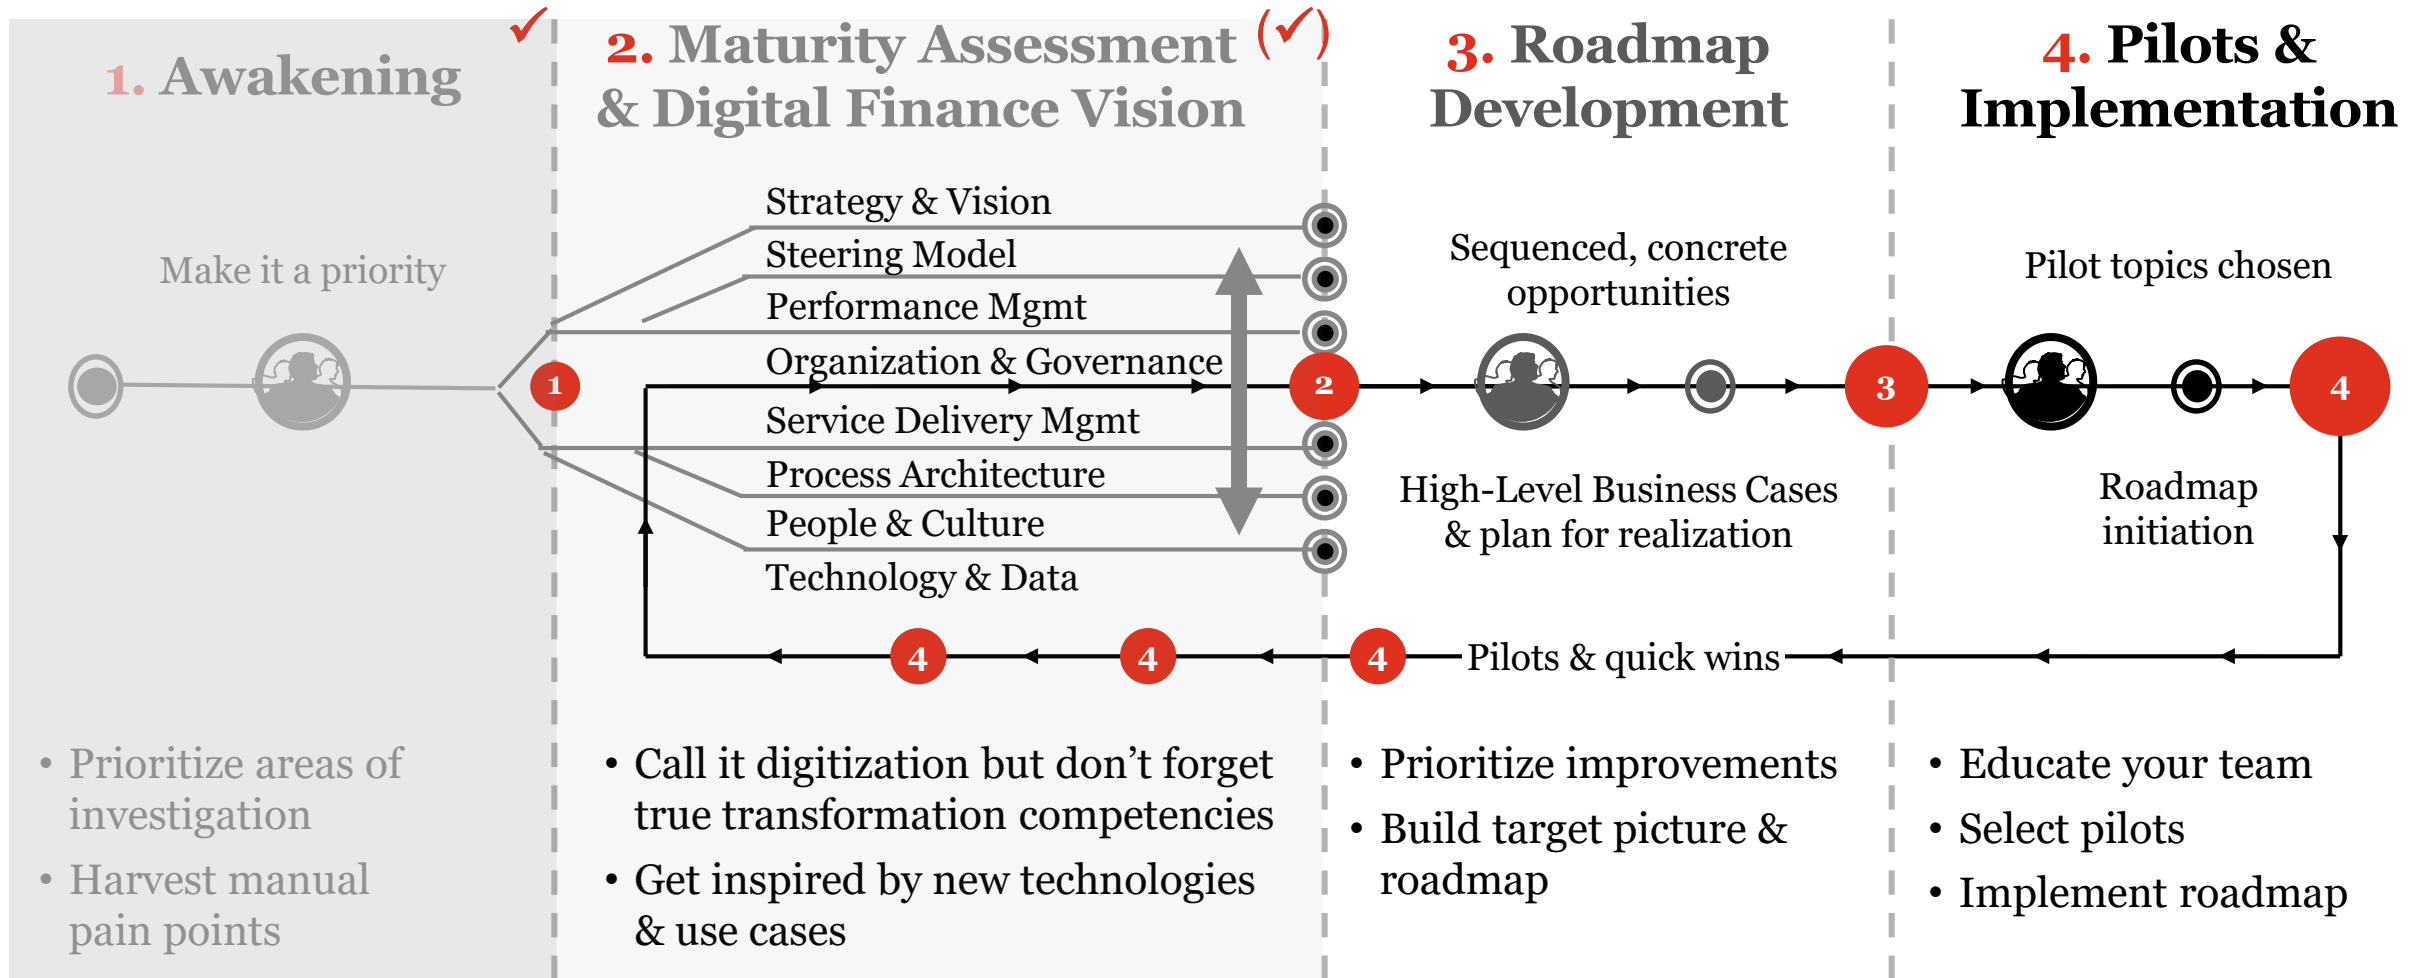 1. Awakening
Make it a priority
1
• Prioritize areas of
investigation
• Harvest manual
pain points
2. Maturity Assessment (✓)
& Digital Finance Vision
Strategy & Vision
Steering Model
Performance Mgmt
Organization & Governance
Service Delivery Mgmt
Process Architecture
People & Culture
Technology & Data
2
4
4
4
Pilots & quick wins
• Call it digitization but don’t forget
true transformation competencies
• Get inspired by new technologies
& use cases
3. Roadmap
Development
Sequenced, concrete
opportunities
3
High-Level Business Cases
& plan for realization
• Prioritize improvements
• Build target picture &
roadmap
4. Pilots &
Implementation
Pilot topics chosen
4
Roadmap
initiation
• Educate your team
• Select pilots
• Implement roadmap